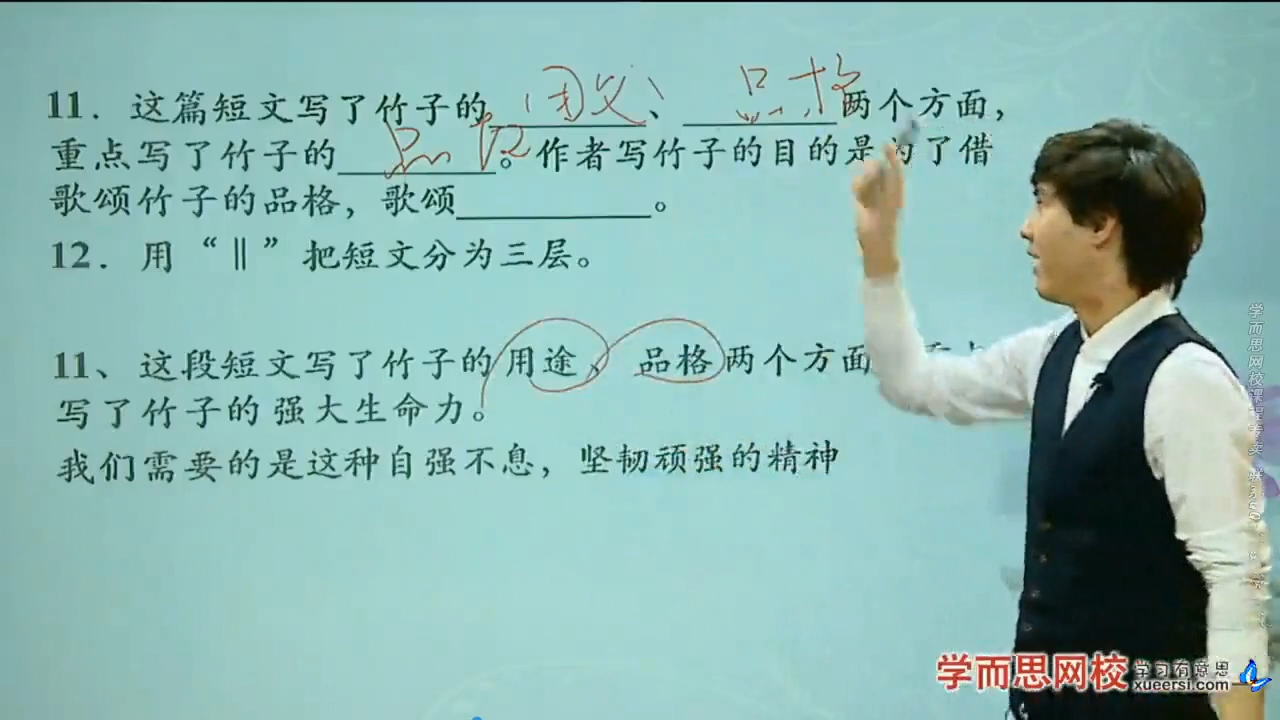 11. 这篇短文写了竹子的______、品格两个方面，
重点写了竹子的品格。作者写竹子的目的是为了借
歌颂竹子的品格，歌颂__________。
12. 用“‖”把短文分为三层。
11、这段短文写了竹子的用途、品格两个方面
写了竹子的强大生命力。
我们需要的是这种自强不息，坚韧顽强的精神
学而思网校
学习有意思
xueersi.com